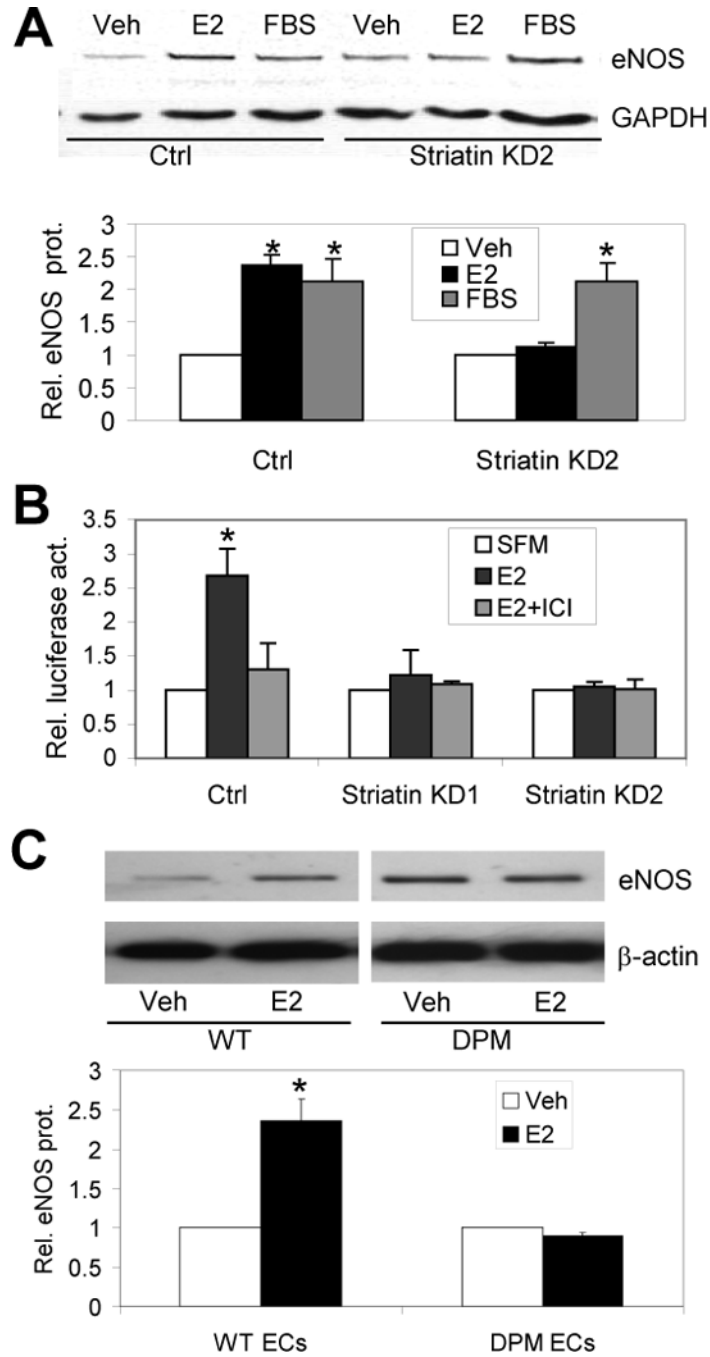 A
Veh E2 FBS Veh E2 FBS
eNOS
GAPDH
Ctrl Striatin KD2
Rel. eNOS prot.
3
2.5
2
1
0.5
0
* * *
Veh
E2
FBS
Ctrl Striatin KD2
B
Rel. luciferase act.
3.5
3
2.5
2
1.5
1
0.5
0
*
SFM
E2
E2+ICI
Ctrl Striatin KD1 Striatin KD2
C
eNOS
β-actin
Veh E2 Veh E2
WT DPM
Rel. eNOS prot.
3
2.5
2
1
0.5
0
*
Veh
E2
WT ECs DPM ECs